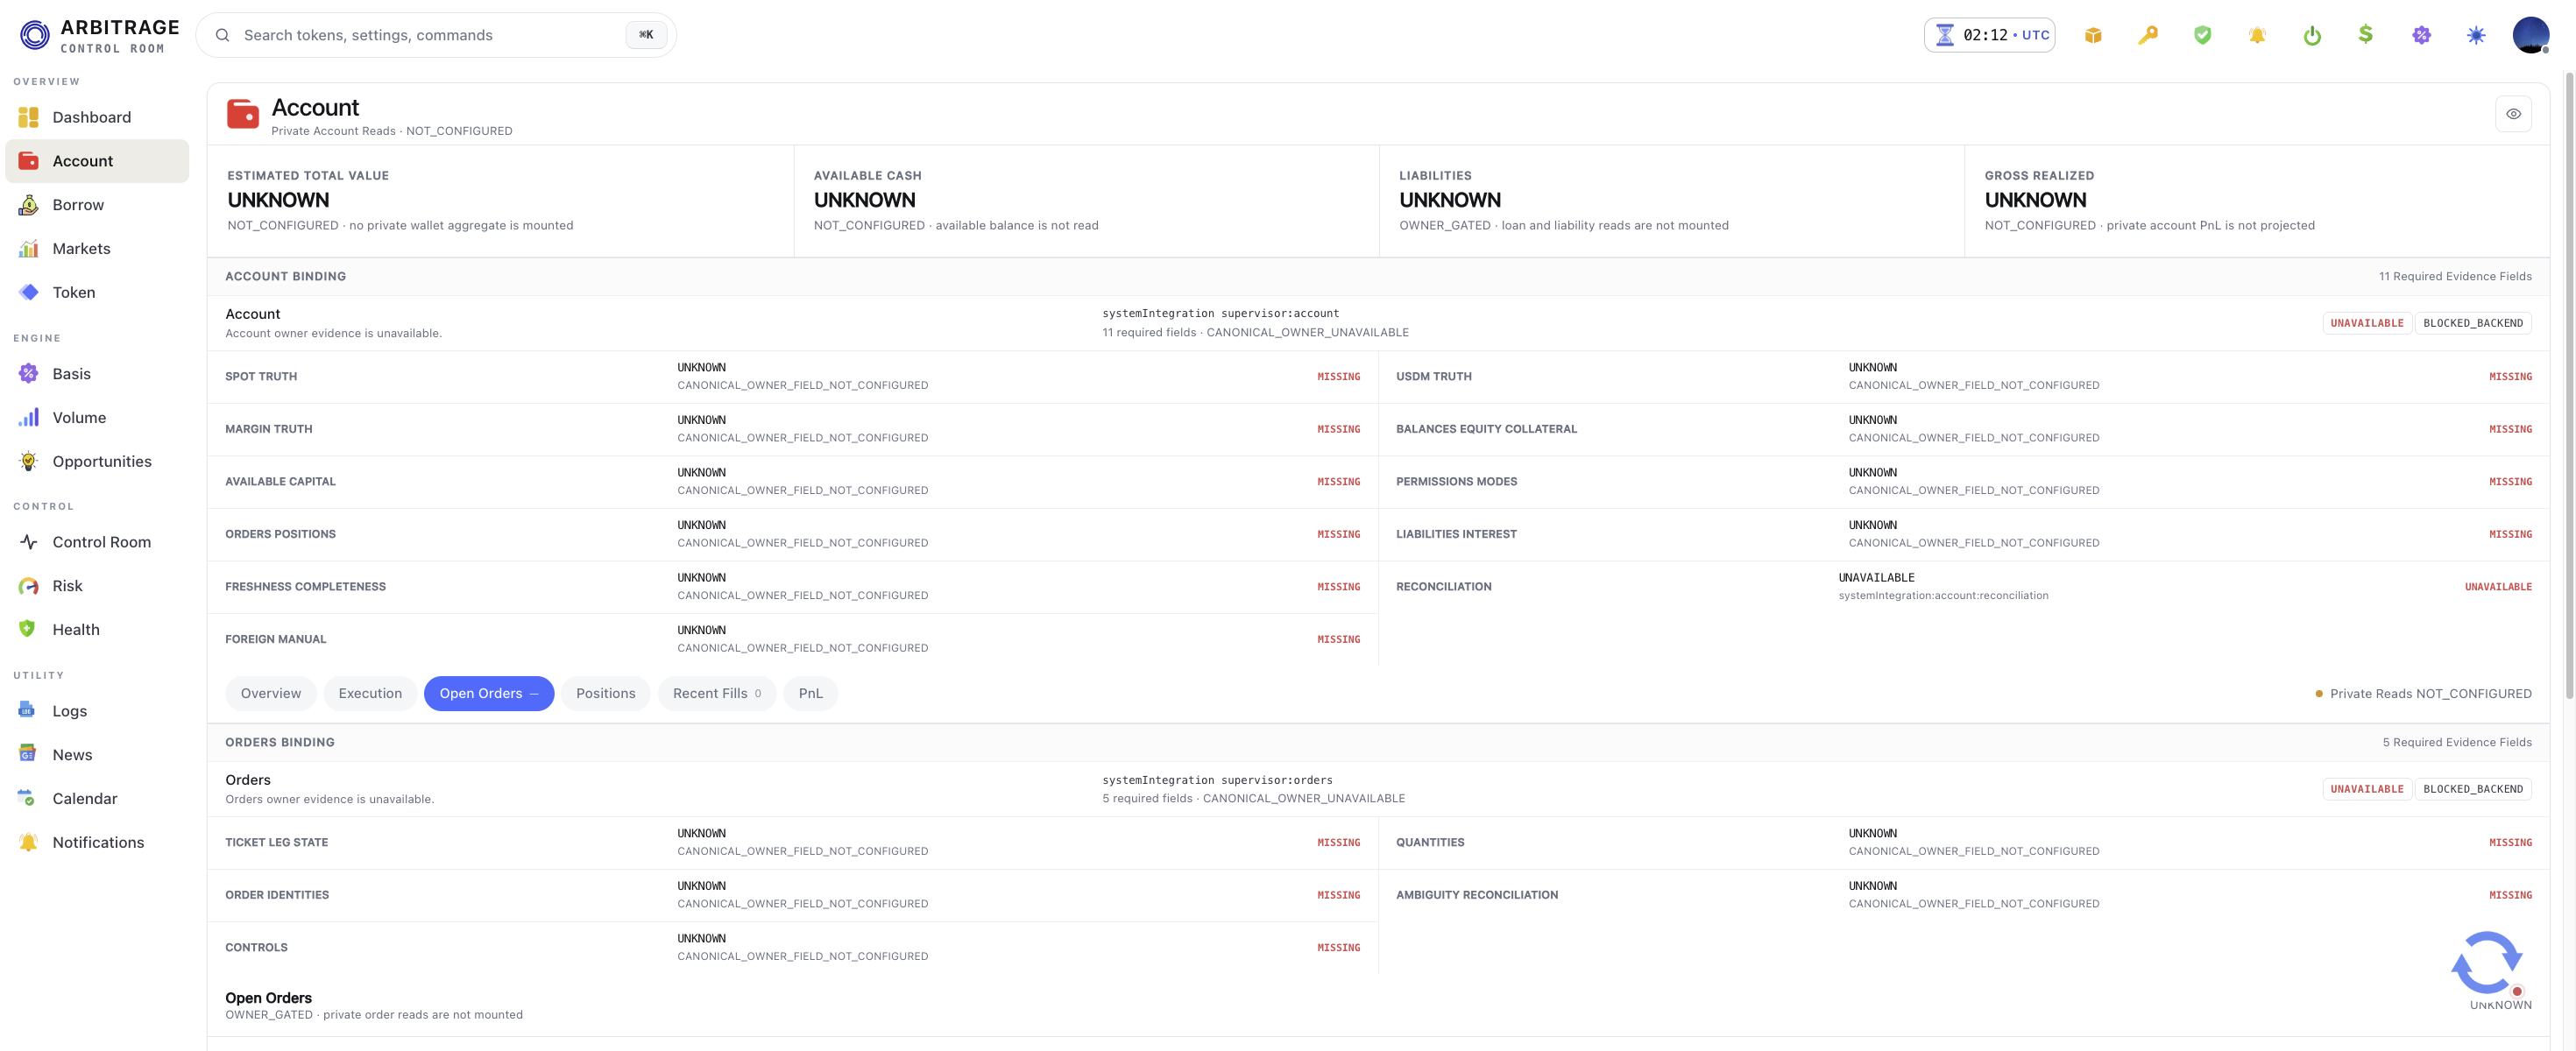 ARBITRAGE
CONTROL ROOM
Search tokens, settings, commands
⌘K
02:12 • UTC
OVERVIEW
Dashboard
Account
Borrow
Markets
Token
ENGINE
Basis
Volume
Opportunities
CONTROL
Control Room
Risk
Health
UTILITY
Logs
News
Calendar
Notifications
Account
Private Account Reads · NOT_CONFIGURED
ESTIMATED TOTAL VALUE
UNKNOWN
NOT_CONFIGURED · no private wallet aggregate is mounted
AVAILABLE CASH
UNKNOWN
NOT_CONFIGURED · available balance is not read
LIABILITIES
UNKNOWN
OWNER_GATED · loan and liability reads are not mounted
GROSS REALIZED
UNKNOWN
NOT_CONFIGURED · private account PnL is not projected
ACCOUNT BINDING
11 Required Evidence Fields
Account
Account owner evidence is unavailable.
systemIntegration supervisor:account
11 required fields · CANONICAL_OWNER_UNAVAILABLE
UNAVAILABLE
BLOCKED_BACKEND
SPOT TRUTH
UNKNOWN
CANONICAL_OWNER_FIELD_NOT_CONFIGURED
MISSING
USDM TRUTH
UNKNOWN
CANONICAL_OWNER_FIELD_NOT_CONFIGURED
MISSING
MARGIN TRUTH
UNKNOWN
CANONICAL_OWNER_FIELD_NOT_CONFIGURED
MISSING
BALANCES EQUITY COLLATERAL
UNKNOWN
CANONICAL_OWNER_FIELD_NOT_CONFIGURED
MISSING
AVAILABLE CAPITAL
UNKNOWN
CANONICAL_OWNER_FIELD_NOT_CONFIGURED
MISSING
PERMISSIONS MODES
UNKNOWN
CANONICAL_OWNER_FIELD_NOT_CONFIGURED
MISSING
ORDERS POSITIONS
UNKNOWN
CANONICAL_OWNER_FIELD_NOT_CONFIGURED
MISSING
LIABILITIES INTEREST
UNKNOWN
CANONICAL_OWNER_FIELD_NOT_CONFIGURED
MISSING
FRESHNESS COMPLETENESS
UNKNOWN
CANONICAL_OWNER_FIELD_NOT_CONFIGURED
MISSING
RECONCILIATION
UNAVAILABLE
systemIntegration:account:reconciliation
UNAVAILABLE
FOREIGN MANUAL
UNKNOWN
CANONICAL_OWNER_FIELD_NOT_CONFIGURED
MISSING
Overview
Execution
Open Orders —
Positions
Recent Fills 0
PnL
Private Reads NOT_CONFIGURED
ORDERS BINDING
5 Required Evidence Fields
Orders
Orders owner evidence is unavailable.
systemIntegration supervisor:orders
5 required fields · CANONICAL_OWNER_UNAVAILABLE
UNAVAILABLE
BLOCKED_BACKEND
TICKET LEG STATE
UNKNOWN
CANONICAL_OWNER_FIELD_NOT_CONFIGURED
MISSING
QUANTITIES
UNKNOWN
CANONICAL_OWNER_FIELD_NOT_CONFIGURED
MISSING
ORDER IDENTITIES
UNKNOWN
CANONICAL_OWNER_FIELD_NOT_CONFIGURED
MISSING
AMBIGUITY RECONCILIATION
UNKNOWN
CANONICAL_OWNER_FIELD_NOT_CONFIGURED
MISSING
CONTROLS
UNKNOWN
CANONICAL_OWNER_FIELD_NOT_CONFIGURED
MISSING
Open Orders
OWNER_GATED · private order reads are not mounted
UNKNOWN